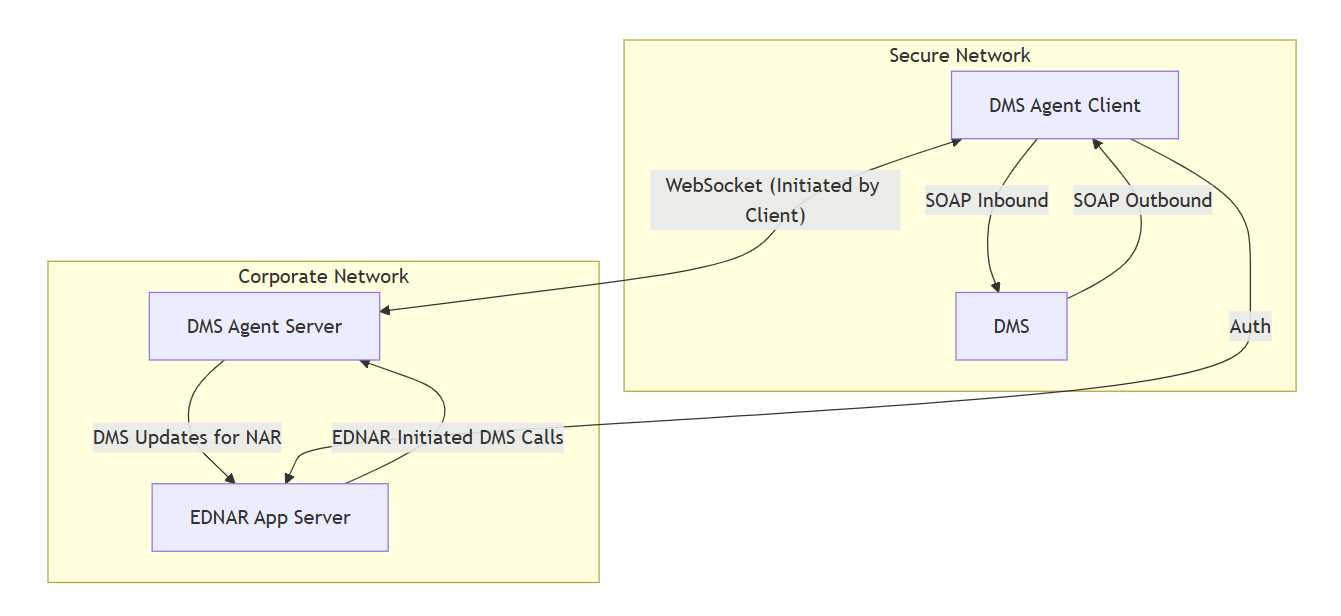 Secure Network
DMS Agent Client
WebSocket (Initiated by
Client)
SOAP Inbound
SOAP Outbound
Corporate Network
DMS Agent Server
DMS
Auth
DMS Updates for NAR
EDNAR Initiated DMS Calls
EDNAR App Server